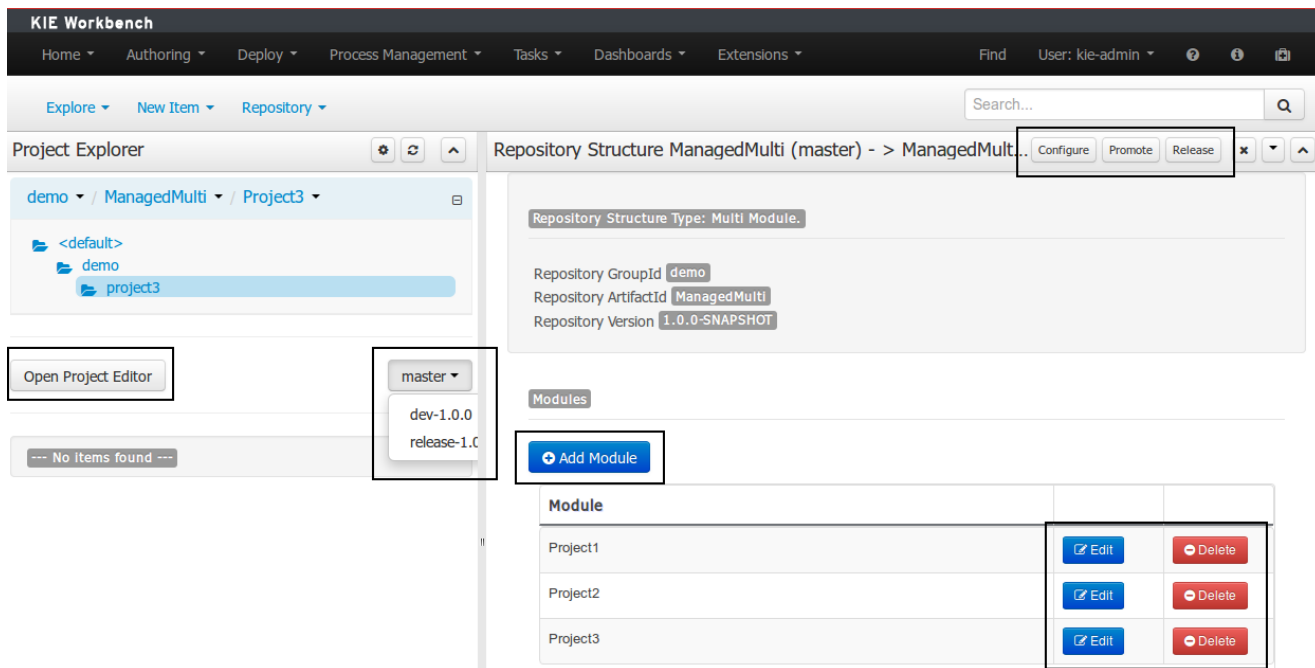 KIE Workbench
Home Authoring Deploy Process Management Tasks Dashboards Extensions Find User: kie-admin
Explore New Item Repository Search...
Project Explorer
demo / ManagedMulti / Project3
<default>
demo
project3
Open Project Editor master
dev-1.0.0
release-1.0
--- No items found ---
Repository Structure ManagedMulti (master) - > ManagedMult... Configure Promote Release
Repository Structure Type: Multi Module.
Repository GroupId demo
Repository ArtifactId ManagedMulti
Repository Version 1.0.0-SNAPSHOT
Modules
Add Module
Module
Project1 Edit Delete
Project2 Edit Delete
Project3 Edit Delete